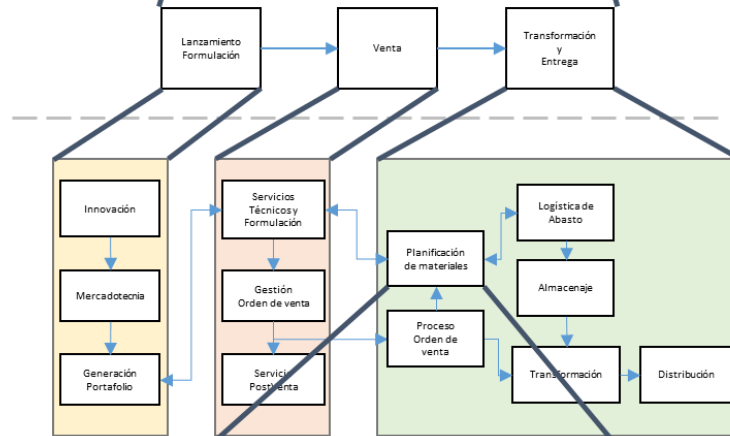 Lanzamiento
Formulación
Venta
Transformación
y
Entrega
Innovación
Mercadotecnia
Generación
Portafolio
Servicios
Técnicos y
Formulación
Gestión
Orden de venta
Servicio
PostVenta
Planificación
de materiales
Proceso
Orden de
venta
Logística de
Abasto
Almacenaje
Transformación
Distribución